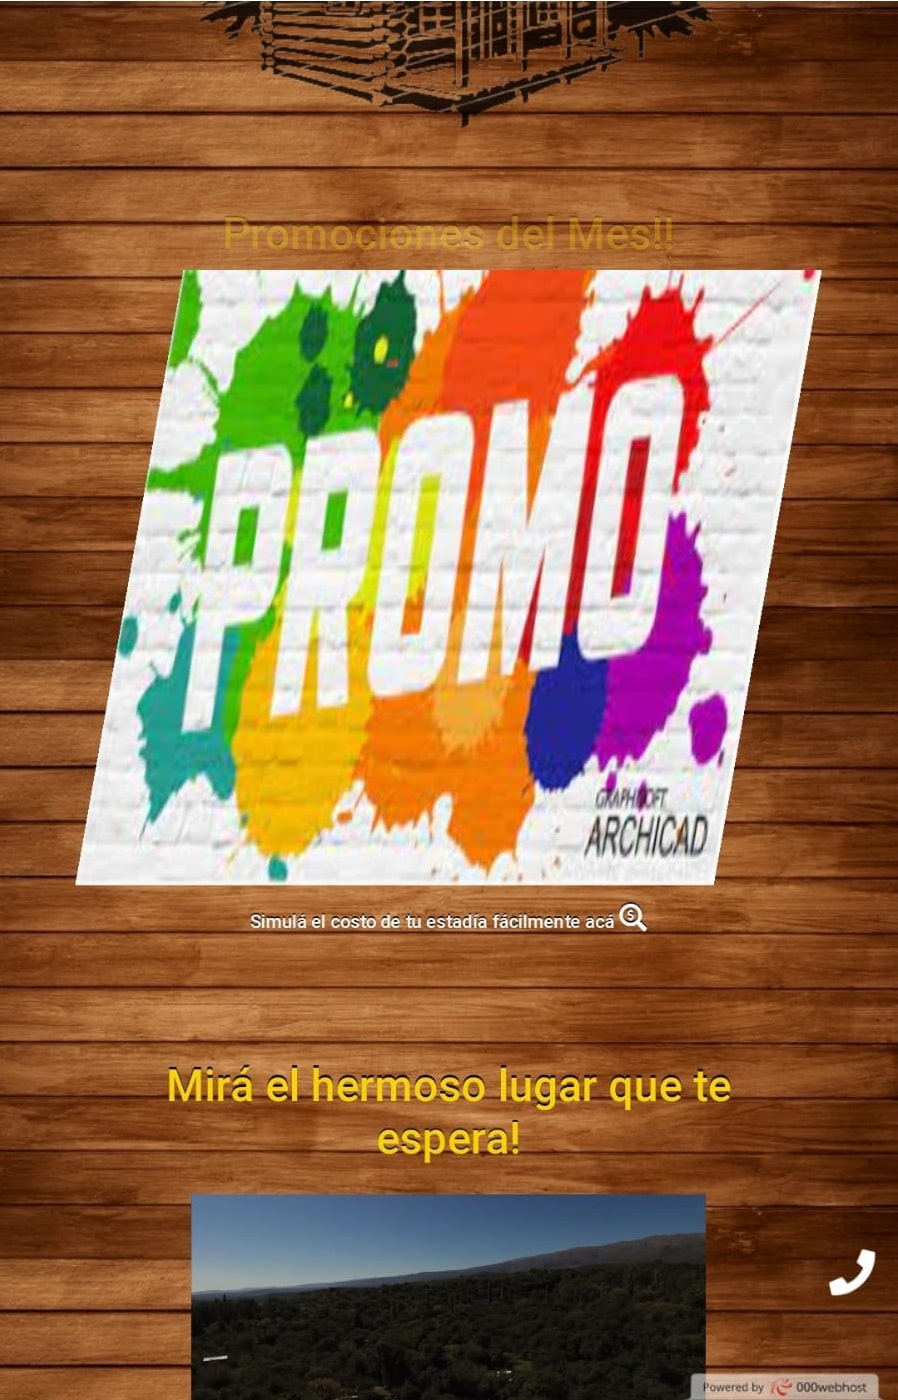 Promociones del Mes!!
PROMO
GRAPHISOFT
ARCHICAD
Simulá el costo de tu estadía fácilmente acá
Mirá el hermoso lugar que te
espera!
Powered by 000webhost